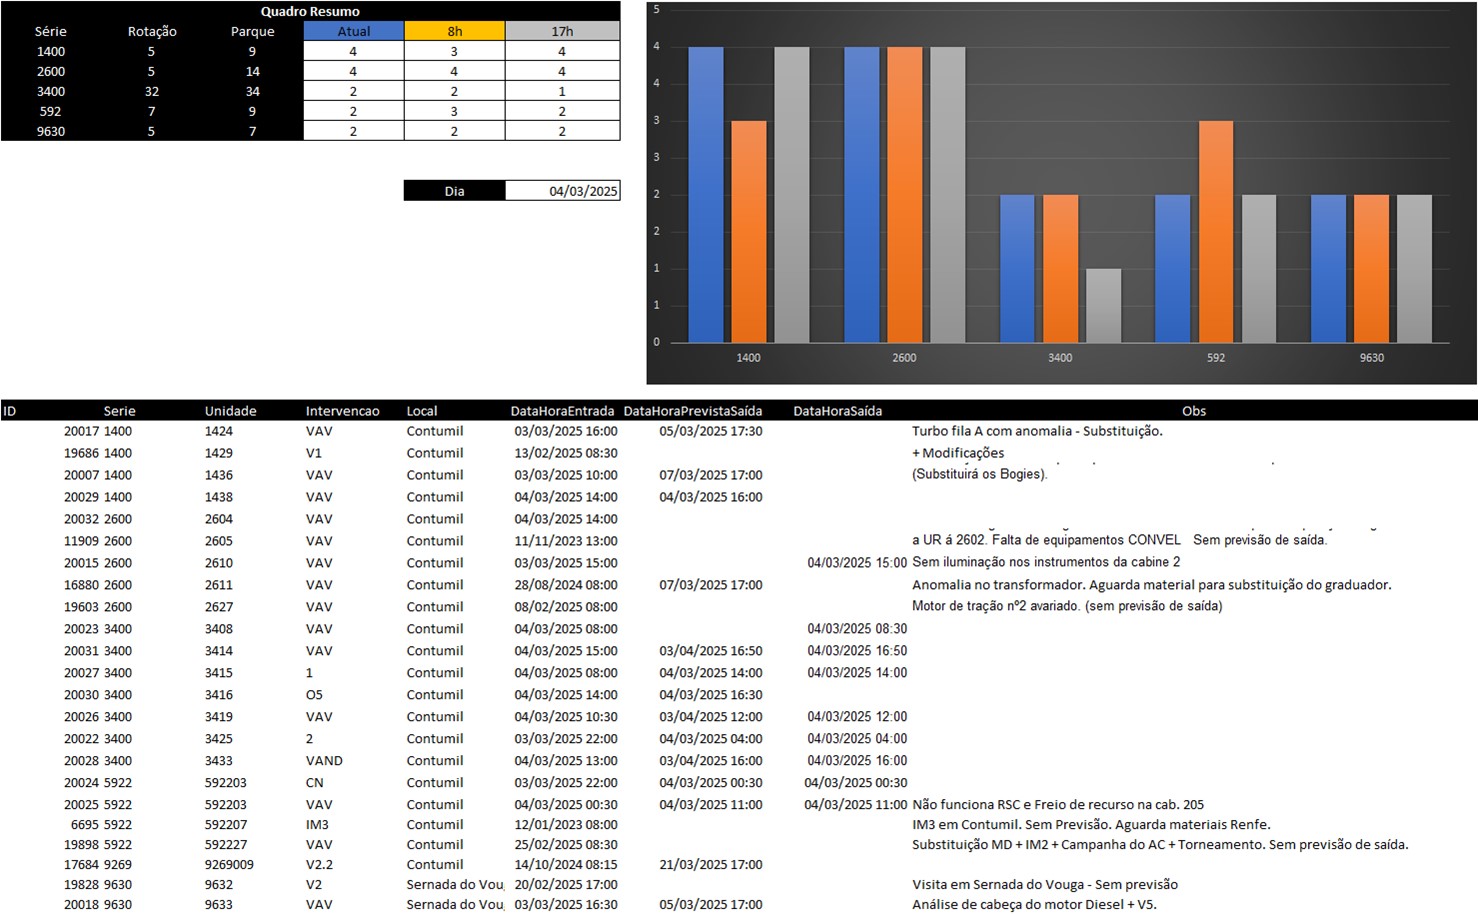 Quadro Resumo
Série Rotação Parque Atual 8h 17h
1400 5 9 4 3 4
2600 5 14 4 4 4
3400 32 34 2 2 1
592 7 9 2 3 2
9630 5 7 2 2 2
Dia 04/03/2025
5
4
4
3
3
2
2
1
1
0
1400 2600 3400 592 9630
ID Serie Unidade Intervencao Local DataHoraEntrada DataHoraPrevistaSaída DataHoraSaída Obs
20017 1400 1424 VAV Contumil 03/03/2025 16:00 05/03/2025 17:30 Turbo fila A com anomalia - Substituição.
19686 1400 1429 V1 Contumil 13/02/2025 08:30 + Modificações
20007 1400 1436 VAV Contumil 03/03/2025 10:00 07/03/2025 17:00 (Substituirá os Bogies).
20029 1400 1438 VAV Contumil 04/03/2025 14:00 04/03/2025 16:00
20032 2600 2604 VAV Contumil 04/03/2025 14:00
11909 2600 2605 VAV Contumil 11/11/2023 13:00 a UR á 2602. Falta de equipamentos CONVEL Sem previsão de saída.
20015 2600 2610 VAV Contumil 03/03/2025 15:00 04/03/2025 15:00 Sem iluminação nos instrumentos da cabine 2
16880 2600 2611 VAV Contumil 28/08/2024 08:00 07/03/2025 17:00 Anomalia no transformador. Aguarda material para substituição do graduador.
19603 2600 2627 VAV Contumil 08/02/2025 08:00 Motor de tração nº2 avariado. (sem previsão de saída)
20023 3400 3408 VAV Contumil 04/03/2025 08:00 04/03/2025 08:30
20031 3400 3414 VAV Contumil 04/03/2025 15:00 03/04/2025 16:50 04/03/2025 16:50
20027 3400 3415 1 Contumil 04/03/2025 08:00 04/03/2025 14:00 04/03/2025 14:00
20030 3400 3416 O5 Contumil 04/03/2025 14:00 04/03/2025 16:30
20026 3400 3419 VAV Contumil 04/03/2025 10:30 03/04/2025 12:00 04/03/2025 12:00
20022 3400 3425 2 Contumil 03/03/2025 22:00 04/03/2025 04:00 04/03/2025 04:00
20028 3400 3433 VAND Contumil 04/03/2025 13:00 03/04/2025 16:00 04/03/2025 16:00
20024 5922 592203 CN Contumil 03/03/2025 22:00 04/03/2025 00:30 04/03/2025 00:30
20025 5922 592203 VAV Contumil 04/03/2025 00:30 04/03/2025 11:00 04/03/2025 11:00 Não funciona RSC e Freio de recurso na cab. 205
6695 5922 592207 IM3 Contumil 12/01/2023 08:00 IM3 em Contumil. Sem Previsão. Aguarda materiais Renfe.
19898 5922 592227 VAV Contumil 25/02/2025 08:30 Substituição MD + IM2 + Campanha do AC + Torneamento. Sem previsão de saída.
17684 9269 9269009 V2.2 Contumil 14/10/2024 08:15 21/03/2025 17:00
19828 9630 9632 V2 Sernada do Vou 20/02/2025 17:00 Visita em Sernada do Vouga - Sem previsão
20018 9630 9633 VAV Sernada do Vou 03/03/2025 16:30 05/03/2025 17:00 Análise de cabeça do motor Diesel + V5.